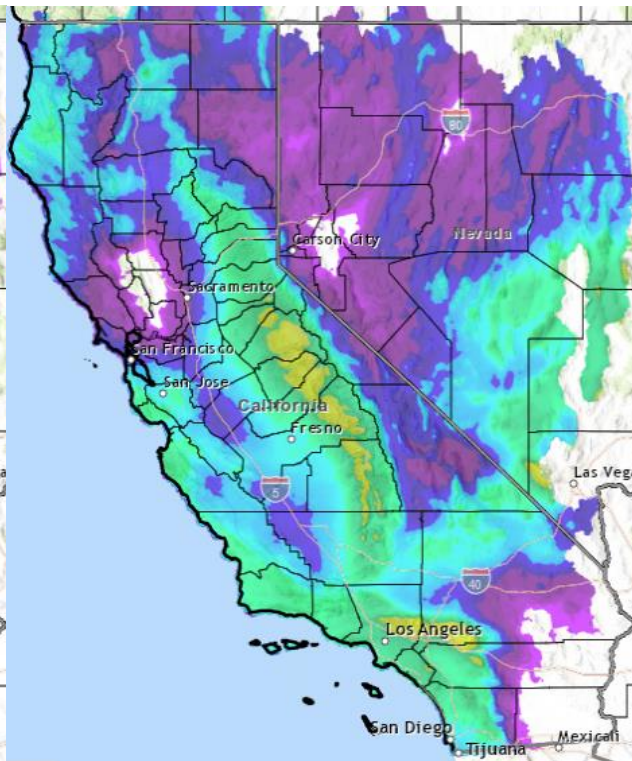 80
Nevada
Carson City
Sacramento
San Francisco
San Jose
California
Fresno
5
Las Veg
40
Los Angeles
San Diego
Tijuana
Mexicali